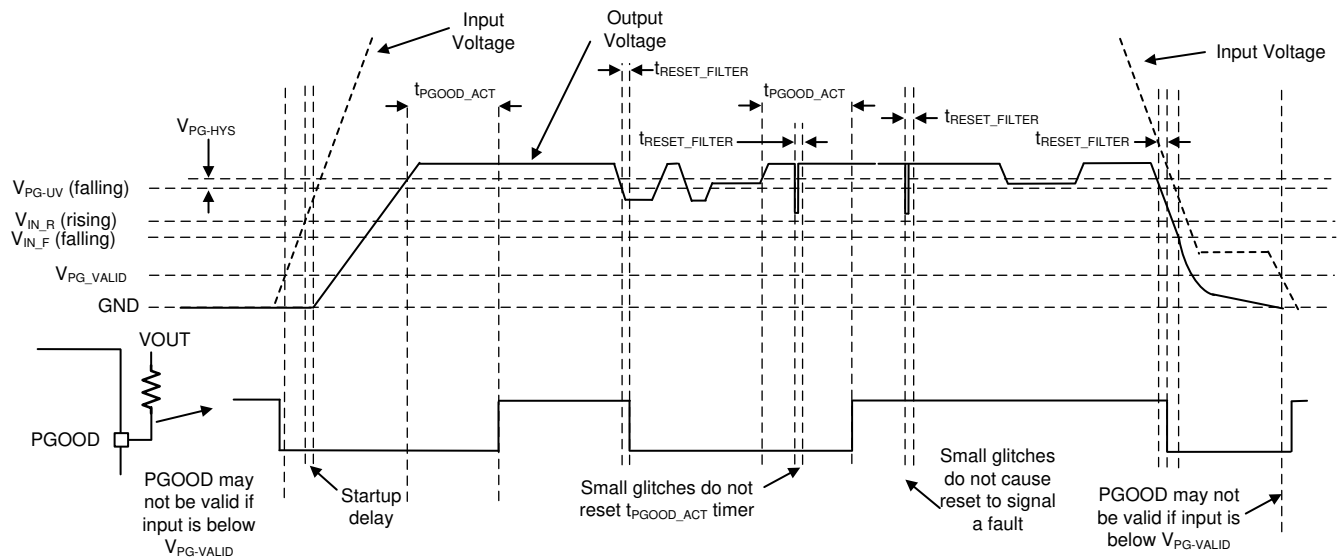 Input
Voltage
Output
Voltage
Input Voltage
tRESET_FILTER
tPGOOD_ACT
tPGOOD_ACT
tRESET_FILTER
tRESET_FILTER
tRESET_FILTER
VPG-HYS
VPG-UV (falling)
VIN_R (rising)
VIN_F (falling)
VPG_VALID
GND
VOUT
PGOOD
PGOOD may
not be valid if
input is below
VPG-VALID
Startup
delay
Small glitches do not
reset tPGOOD_ACT timer
Small glitches
do not cause
reset to signal
a fault
PGOOD may not
be valid if input is
below VPG-VALID